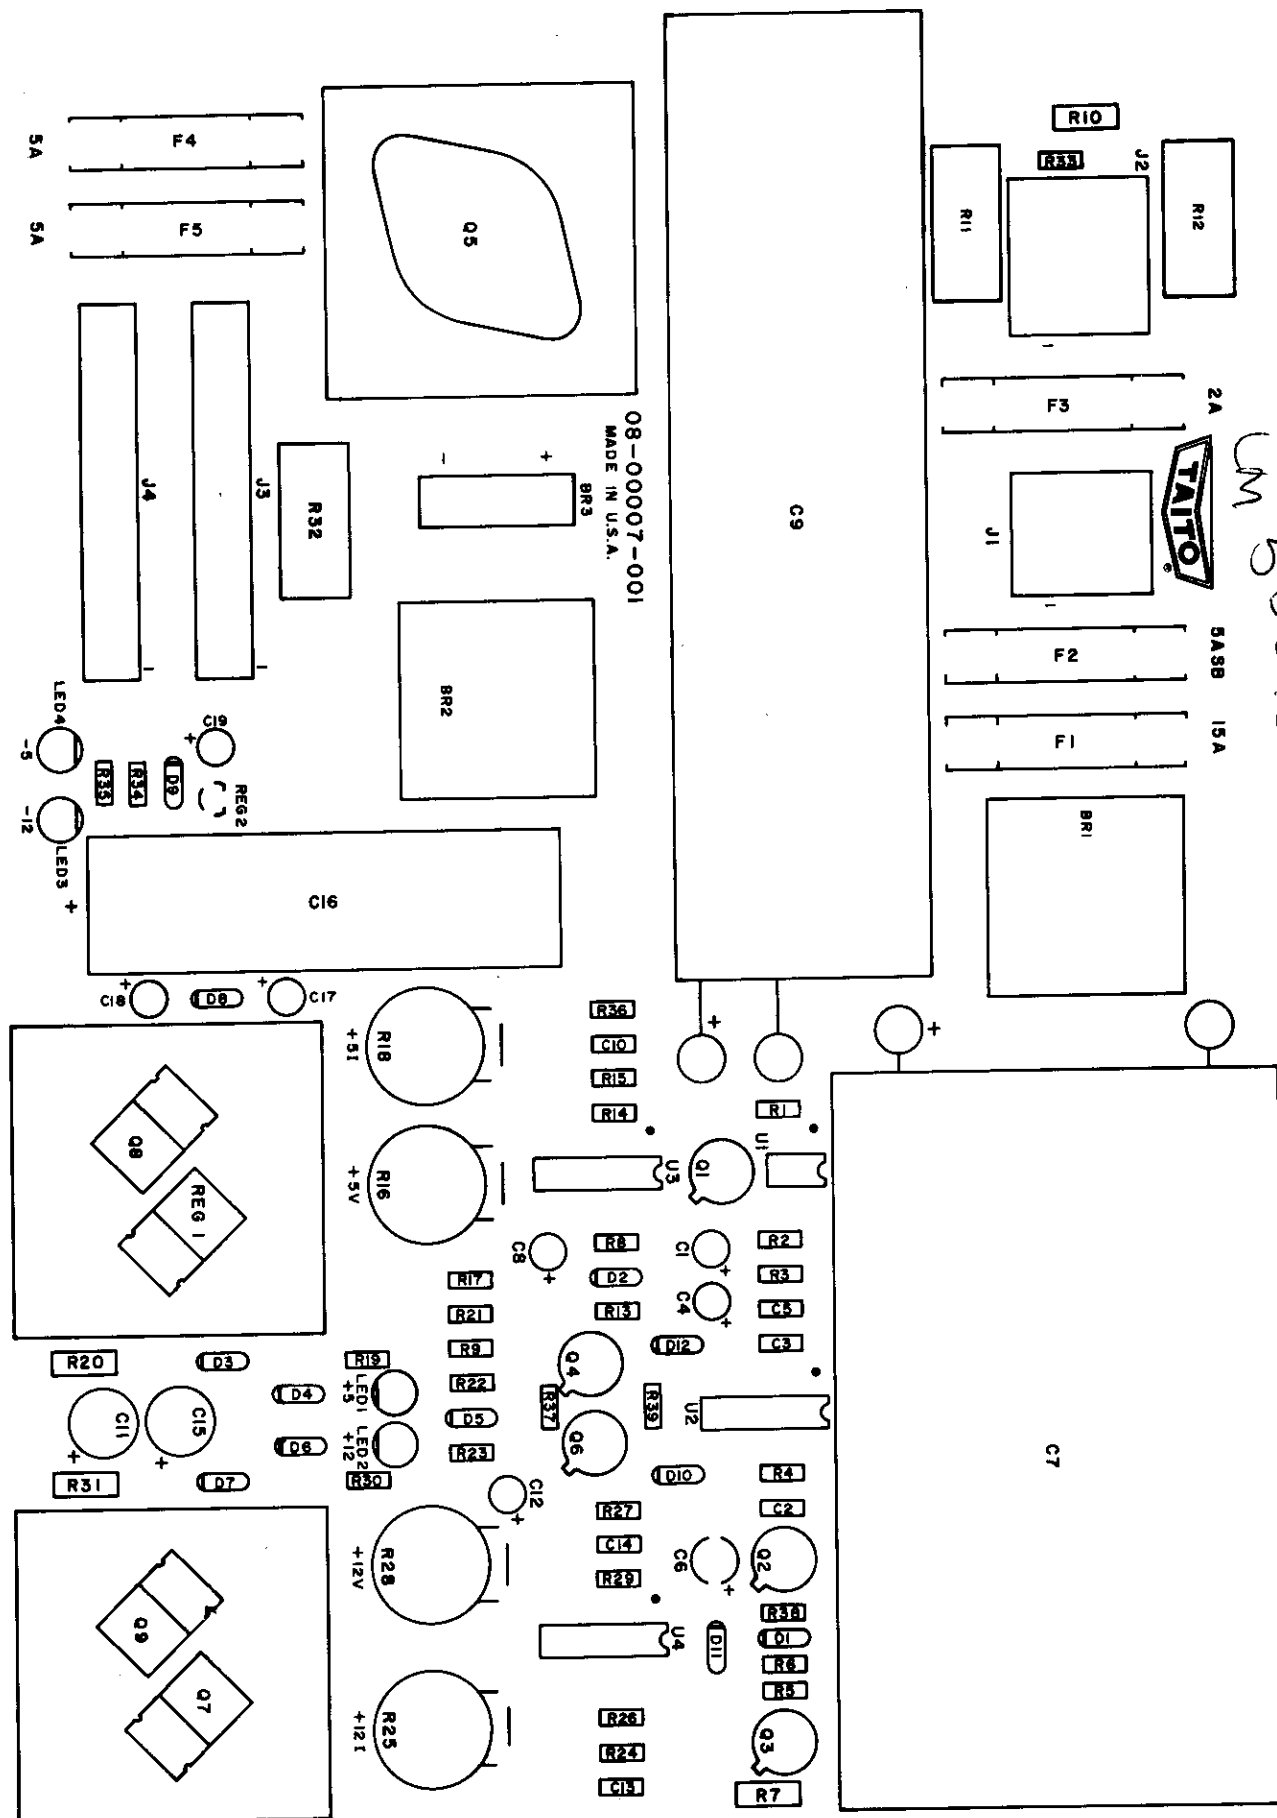 R10
R33
J2
F4
5A
F5
5A
Q5
R11
R12
F3
2A
08-00007-001
MADE IN U.S.A.
+
BR3
-
TAITO
®
J1
-
-
C9
J4
J3
R32
F2
5ASB
F1
15A
BR2
BR1
-
-
LED4
-5
C19
+
R35
R34
D9
REG2
-12
LED3
+
C16
C18
+
D8
+
C17
R36
+
+
R18
+5I
C10
R15
R14
R1
U1
Q8
REG 1
R16
+5V
U3
Q1
C8
+
R8
C1
+
R2
D2
R3
R17
R13
C4
+
C5
R21
R9
Q4
D12
C3
R20
D3
R19
R22
LED1
+5
D4
R37
R39
U2
C11
+
C15
+
D5
LED2
+12
D6
R23
Q6
C7
R31
D7
R30
D10
R4
C12
+
R27
C2
C14
R29
C6
+
Q2
R28
+12V
R38
D1
D11
U4
R6
R5
Q9
Q7
R25
+12I
R26
Q3
R24
C13
R7